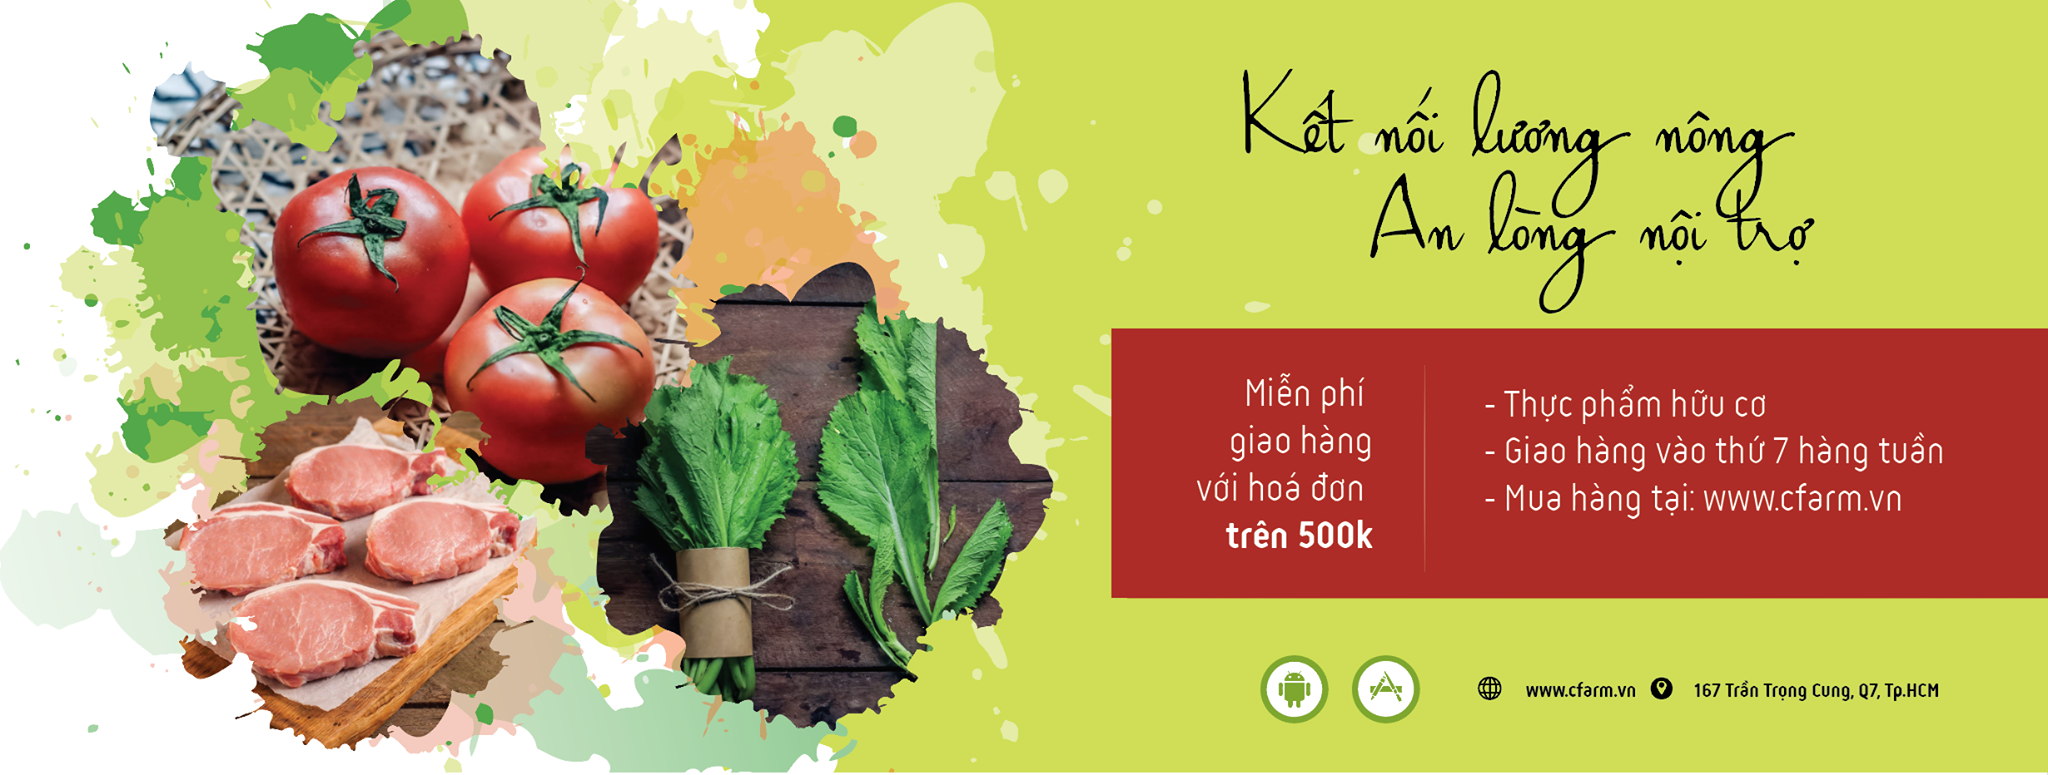 Kết nối lương nông
An lòng nội trợ
Miễn phí
giao hàng
với hoá đơn
trên 500k
- Thực phẩm hữu cơ
- Giao hàng vào thứ 7 hàng tuần
- Mua hàng tại: www.cfarm.vn
www.cfarm.vn
167 Trần Trọng Cung, Q7, Tp.HCM